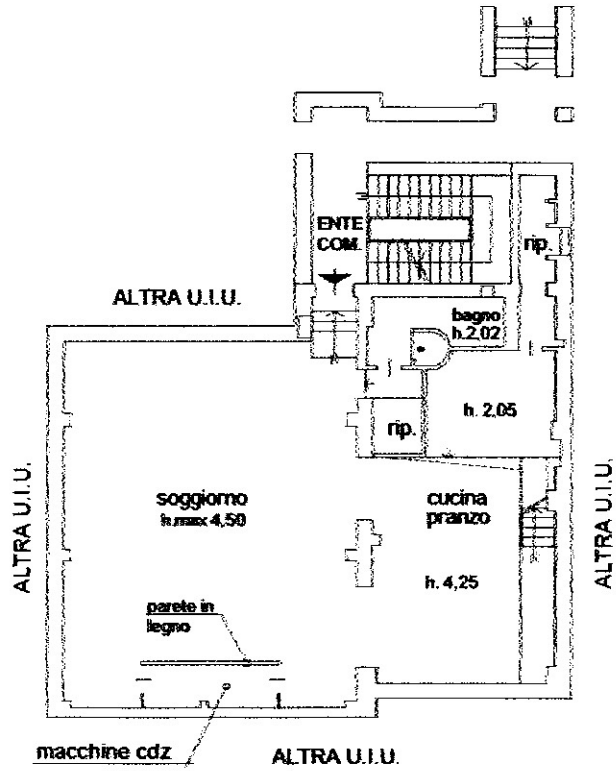 ENTE
COM.
rip.
ALTRA U.I.U.
bagno
h.2,02
h. 2,05
rip.
soggiorno
h.max 4,50
cucina
pranzo
ALTRA U.I.U.
ALTRA U.I.U.
h. 4,25
parete in
legno
macchine cdz
ALTRA U.I.U.